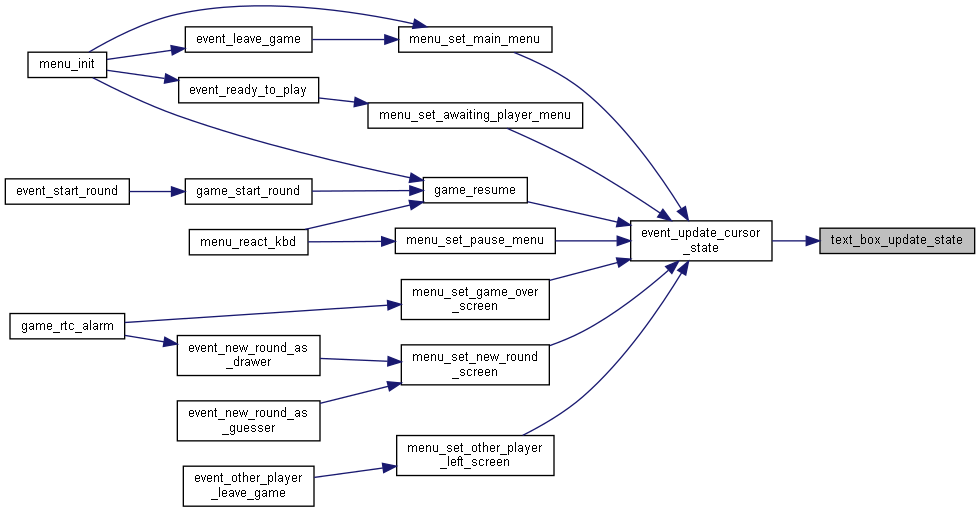 event_leave_game
menu_set_main_menu
menu_init
event_ready_to_play
menu_set_awaiting_player_menu
event_start_round
game_start_round
game_resume
menu_react_kbd
menu_set_pause_menu
event_update_cursor
_state
text_box_update_state
menu_set_game_over
_screen
game_rtc_alarm
event_new_round_as
_drawer
menu_set_new_round
_screen
event_new_round_as
_guesser
menu_set_other_player
_left_screen
event_other_player
_leave_game